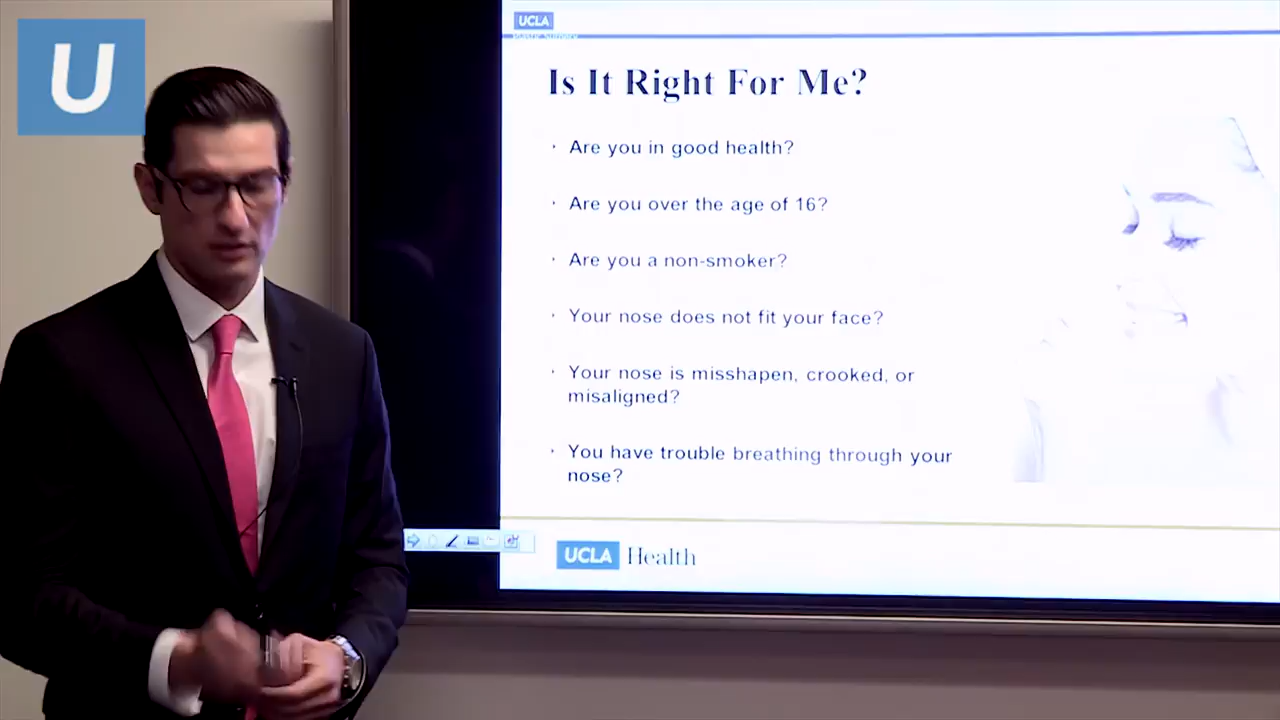 U
UCLA
Plastic Surgery
Is It Right For Me?
· Are you in good health?
· Are you over the age of 16?
· Are you a non-smoker?
· Your nose does not fit your face?
· Your nose is misshapen, crooked, or
misaligned?
· You have trouble breathing through your
nose?
UCLA Health